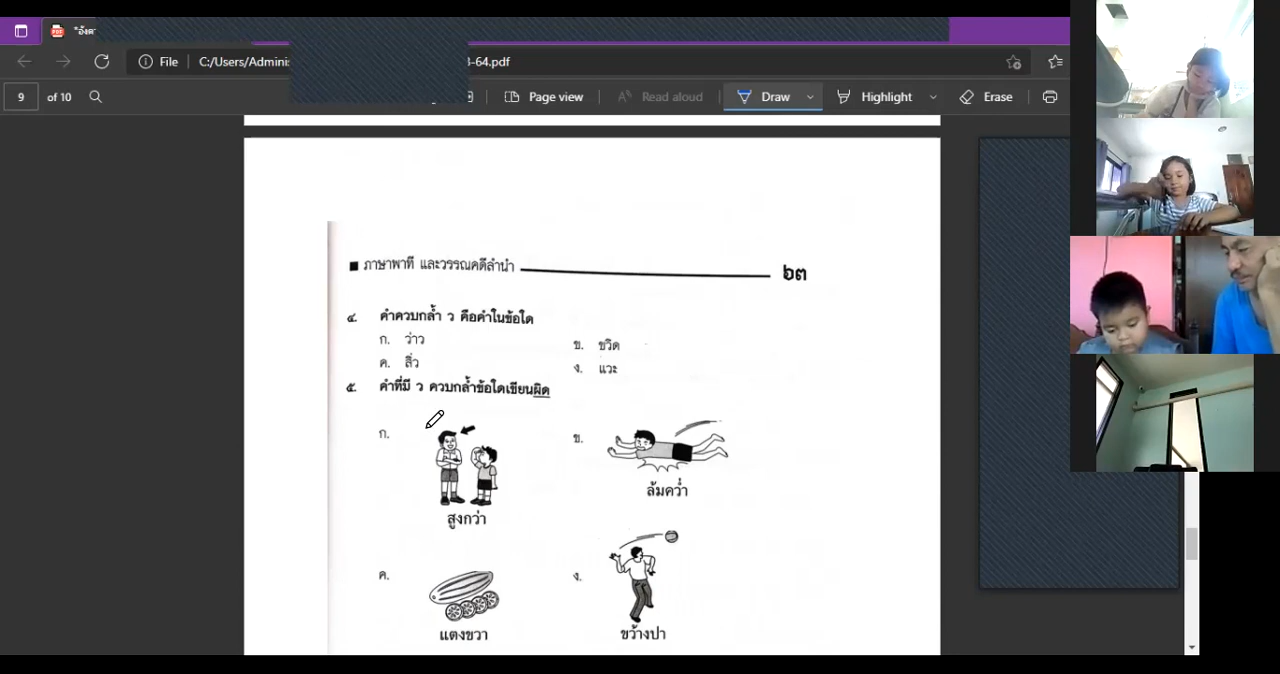 *อังค
File C:/Users/Adminis 3-64.pdf
9 of 10 Page view Read aloud Draw Highlight Erase
■ ภาษาพาที และวรรณคดีลำนำ ๖๓
๔. คำควบกล้ำ ว คือคำในข้อใด
ก. ว่าว ข. ขวิด
ค. สิ่ว ง. แวะ
๕. คำที่มี ว ควบกล้ำข้อใดเขียนผิด
ก. ข.
สูงกว่า ล้มคว่ำ
ค. ง.
แตงขวา ขว้างปา